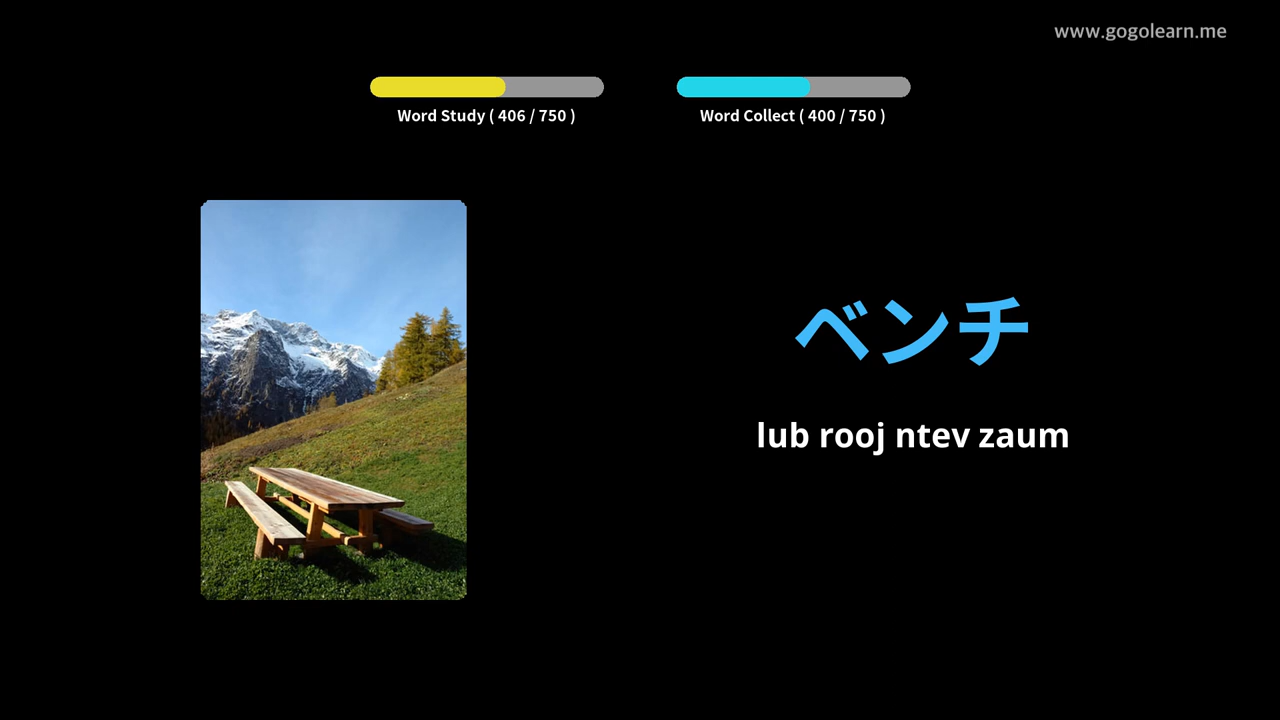 www.gogolearn.me
Word Study ( 406 / 750 )
Word Collect ( 400 / 750 )
ベンチ
lub rooj ntev zaum